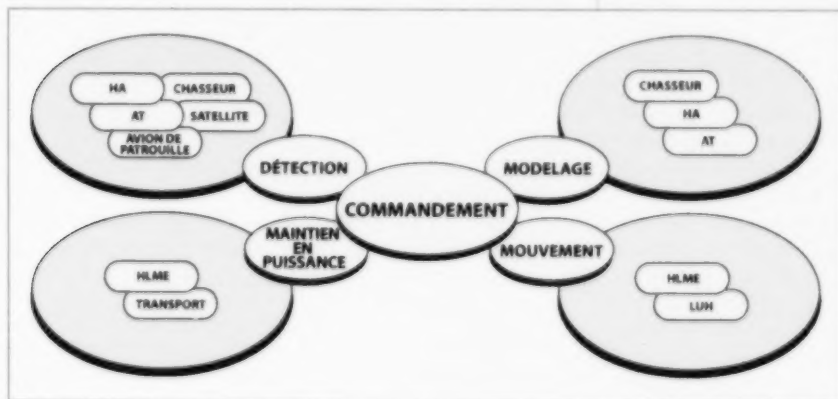 HA
CHASSEUR
AT
SATELLITE
AVION DE
PATROUILLE
DÉTECTION
CHASSEUR
HA
AT
MODELAGE
COMMANDEMENT
MAINTIEN
EN
PUISSANCE
HLME
TRANSPORT
MOUVEMENT
HLME
LUH